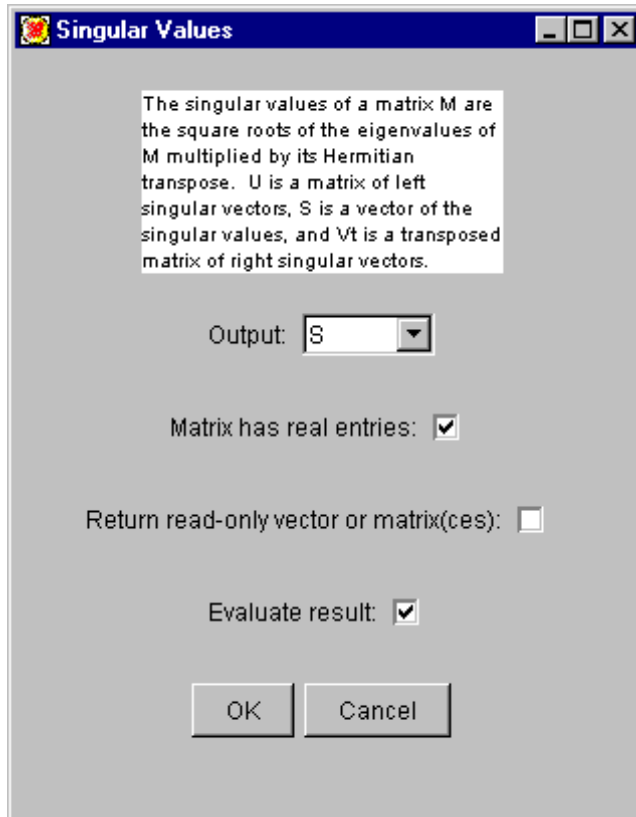 Singular Values
The singular values of a matrix M are
the square roots of the eigenvalues of
M multiplied by its Hermitian
transpose.  U is a matrix of left
singular vectors, S is a vector of the
singular values, and Vt is a transposed
matrix of right singular vectors.
Output: S
Matrix has real entries:
Return read-only vector or matrix(ces):
Evaluate result:
OK Cancel